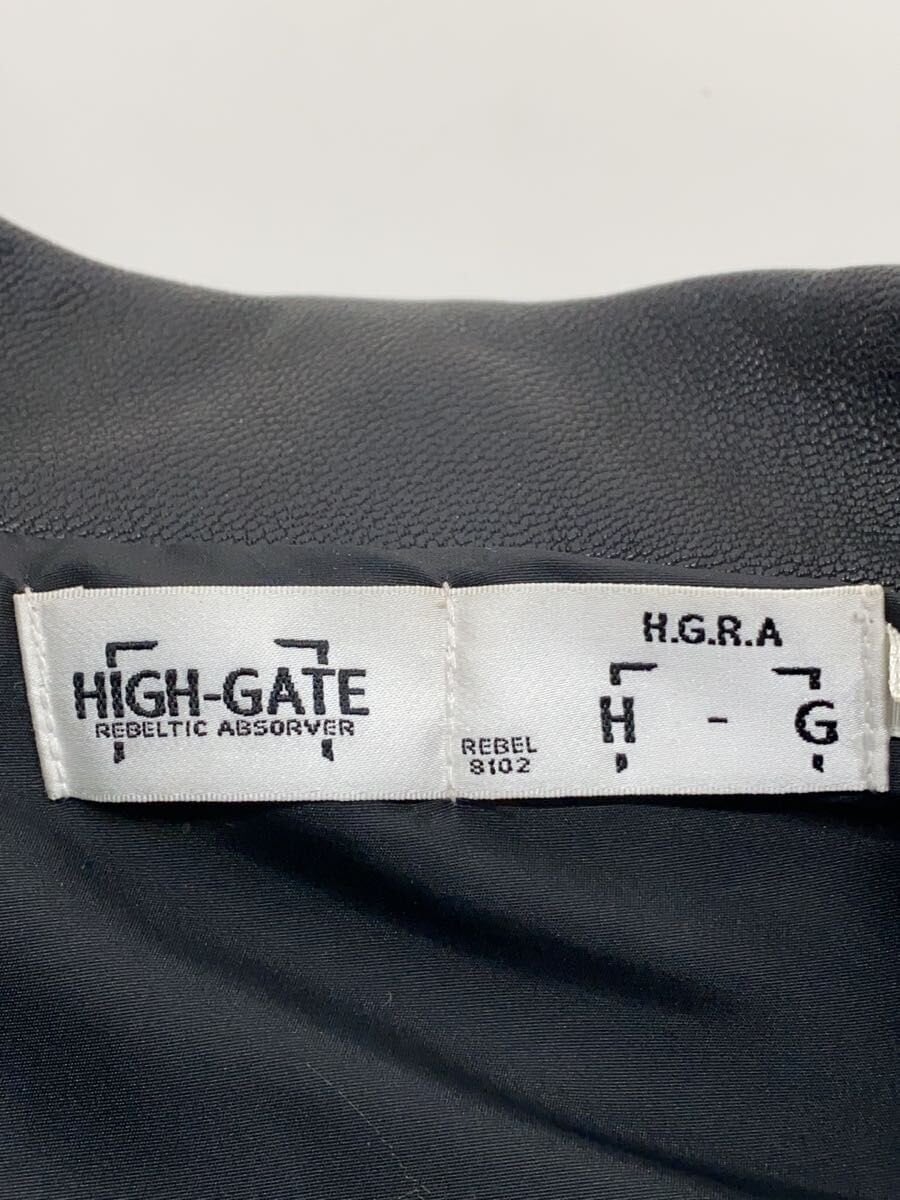 HIGH-GATE
REBELTIC ABSORVER
H.G.R.A
H - G
REBEL
8102